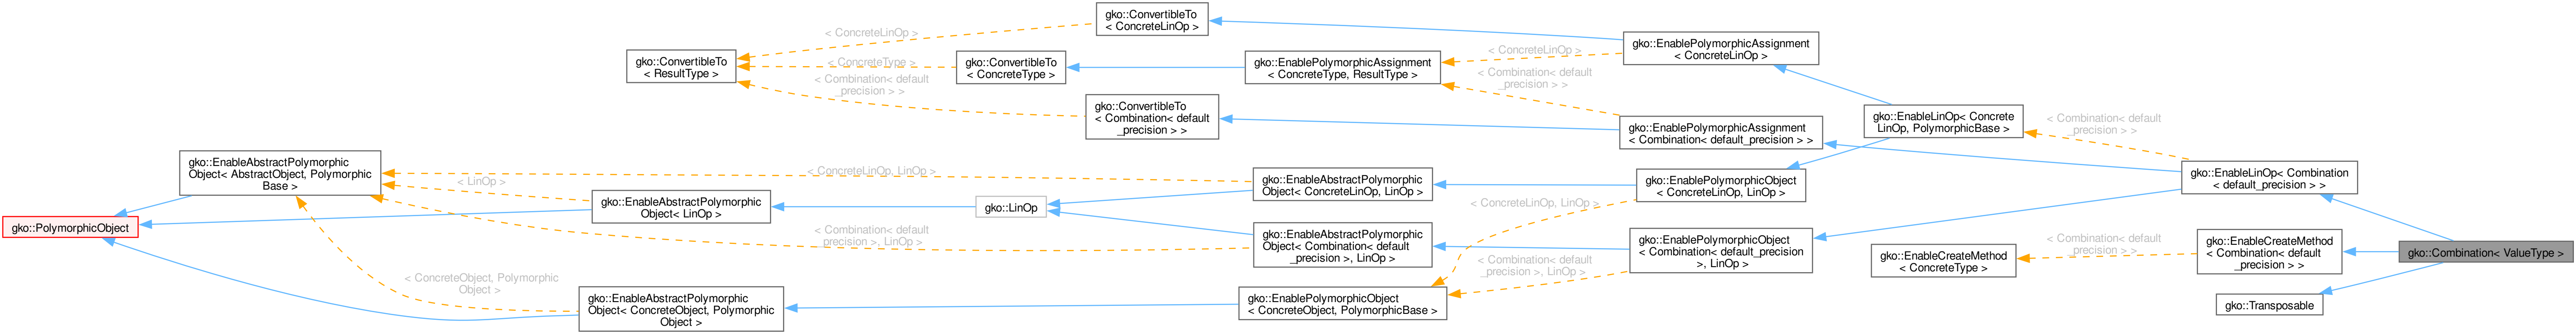 gko::PolymorphicObject
gko::EnableAbstractPolymorphic
Object< AbstractObject, Polymorphic
Base >
gko::ConvertibleTo
< ResultType >
gko::EnableAbstractPolymorphic
Object< LinOp >
gko::EnableAbstractPolymorphic
Object< ConcreteObject, Polymorphic
Object >
< ConcreteLinOp >
< ConcreteType >
< Combination< default
_precision > >
< ConcreteLinOp, LinOp >
< LinOp >
< Combination< default
_precision >, LinOp >
< ConcreteObject, Polymorphic
Object >
gko::ConvertibleTo
< ConcreteLinOp >
gko::ConvertibleTo
< ConcreteType >
gko::ConvertibleTo
< Combination< default
_precision > >
gko::LinOp
gko::EnablePolymorphicAssignment
< ConcreteType, ResultType >
gko::EnableAbstractPolymorphic
Object< ConcreteLinOp, LinOp >
gko::EnableAbstractPolymorphic
Object< Combination< default
_precision >, LinOp >
gko::EnablePolymorphicObject
< ConcreteObject, PolymorphicBase >
< ConcreteLinOp >
< Combination< default
_precision > >
< ConcreteLinOp, LinOp >
< Combination< default
_precision >, LinOp >
gko::EnablePolymorphicAssignment
< ConcreteLinOp >
gko::EnablePolymorphicAssignment
< Combination< default_precision > >
gko::EnablePolymorphicObject
< ConcreteLinOp, LinOp >
gko::EnablePolymorphicObject
< Combination< default_precision
>, LinOp >
gko::EnableLinOp< Concrete
LinOp, PolymorphicBase >
gko::EnableCreateMethod
< ConcreteType >
< Combination< default
_precision > >
< Combination< default
_precision > >
gko::EnableLinOp< Combination
< default_precision > >
gko::EnableCreateMethod
< Combination< default
_precision > >
gko::Transposable
gko::Combination< ValueType >